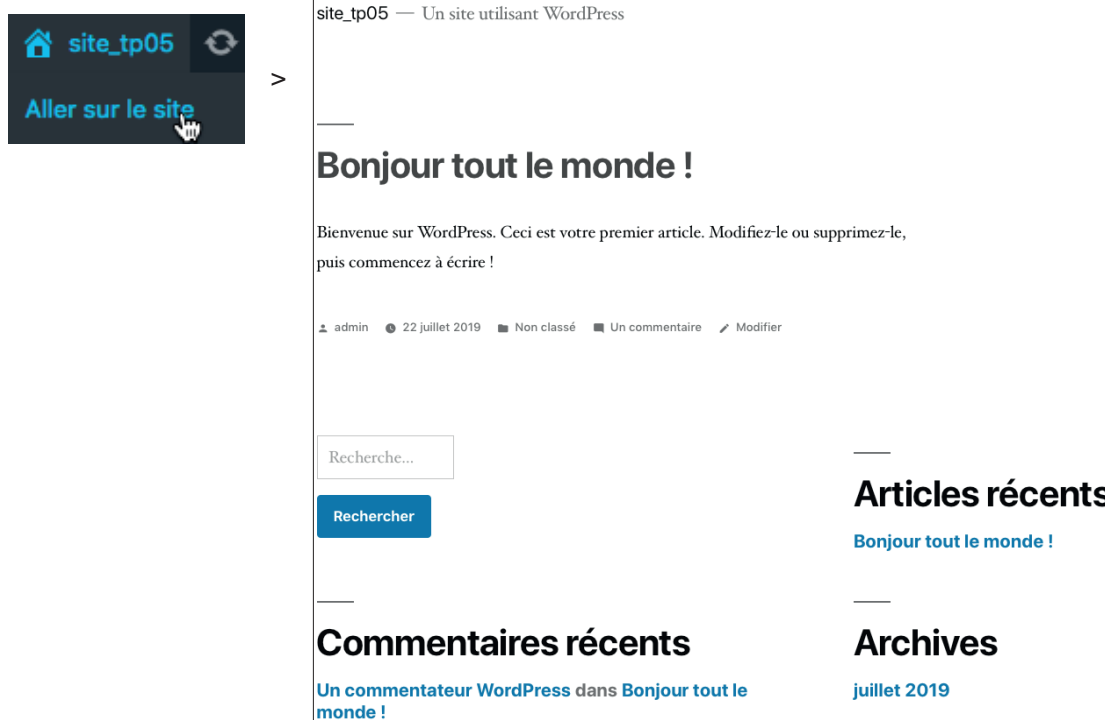 site_tp05
Aller sur le site
>
site_tp05 — Un site utilisant WordPress
Bonjour tout le monde !
Bienvenue sur WordPress. Ceci est votre premier article. Modifiez-le ou supprimez-le,
puis commencez à écrire !
admin 22 juillet 2019 Non classé Un commentaire Modifier
Recherche...
Rechercher
Articles récents
Bonjour tout le monde !
Commentaires récents
Un commentateur WordPress dans Bonjour tout le
monde !
Archives
juillet 2019